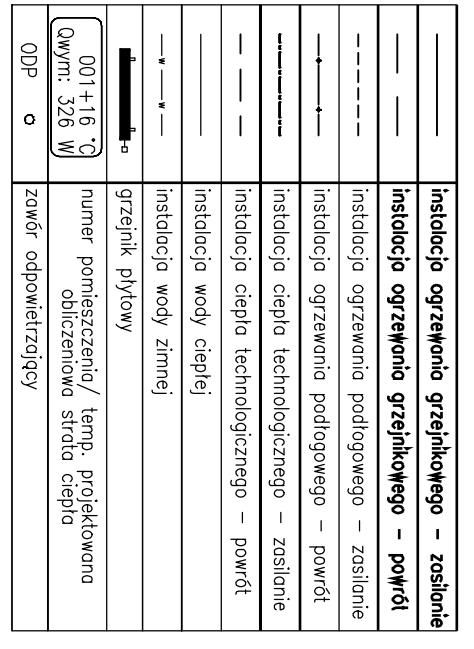 instalacja ogrzewania grzejnikowego – zasilanie
instalacja ogrzewania grzejnikowego – powrót
instalacja ogrzewania podłogowego – zasilanie
instalacja ogrzewania podłogowego – powrót
instalacja ciepła technologicznego – zasilanie
instalacja ciepła technologicznego – powrót
instalacja wody ciepłej
w w
instalacja wody zimnej
grzejnik płytowy
001+16 °C
Qwym: 326 W
numer pomieszczenia/ temp. projektowana
obliczeniowa strata ciepła
ODP
zawór odpowietrzający